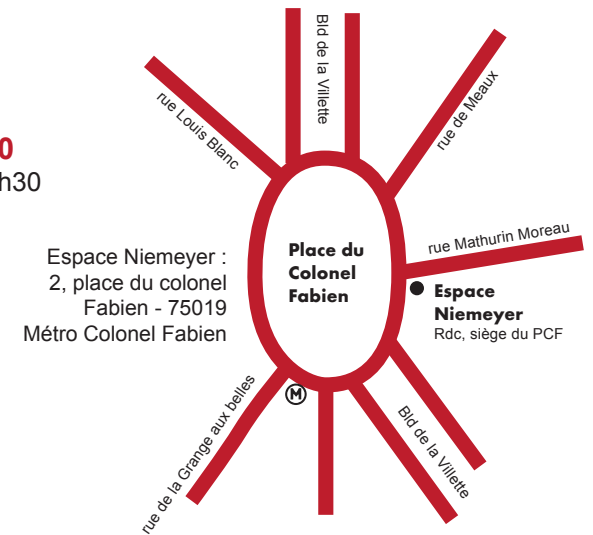 Bld de la Villette
rue de Meaux
rue Louis Blanc
0
h30
rue Mathurin Moreau
Espace Niemeyer :
2, place du colonel
Fabien - 75019
Métro Colonel Fabien
Place du
Colonel
Fabien
Espace
Niemeyer
Rdc, siège du PCF
M
rue de la Grange aux belles
Bld de la Villette